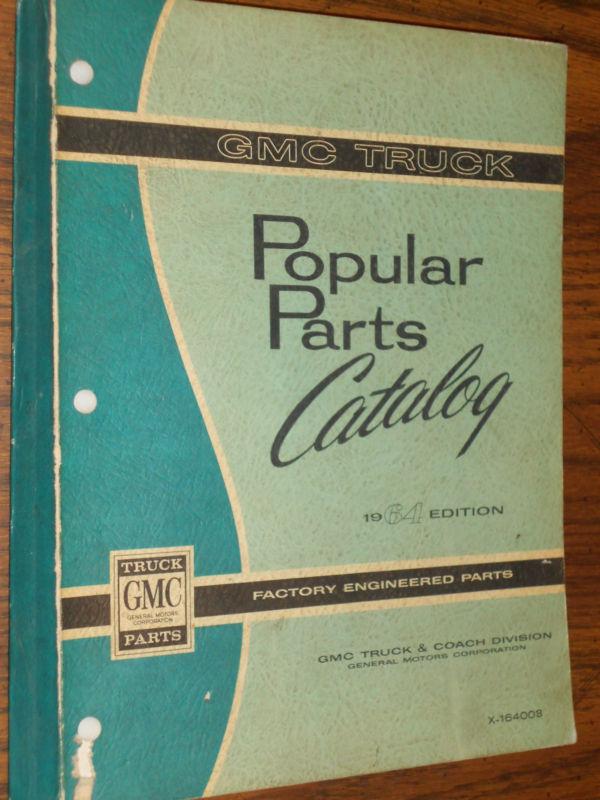 GMC TRUCK
Popular
Parts
Catalog
1964 EDITION
TRUCK
GMC
GENERAL MOTORS
CORPORATION
PARTS
FACTORY ENGINEERED PARTS
GMC TRUCK & COACH DIVISION
GENERAL MOTORS CORPORATION
X-164008